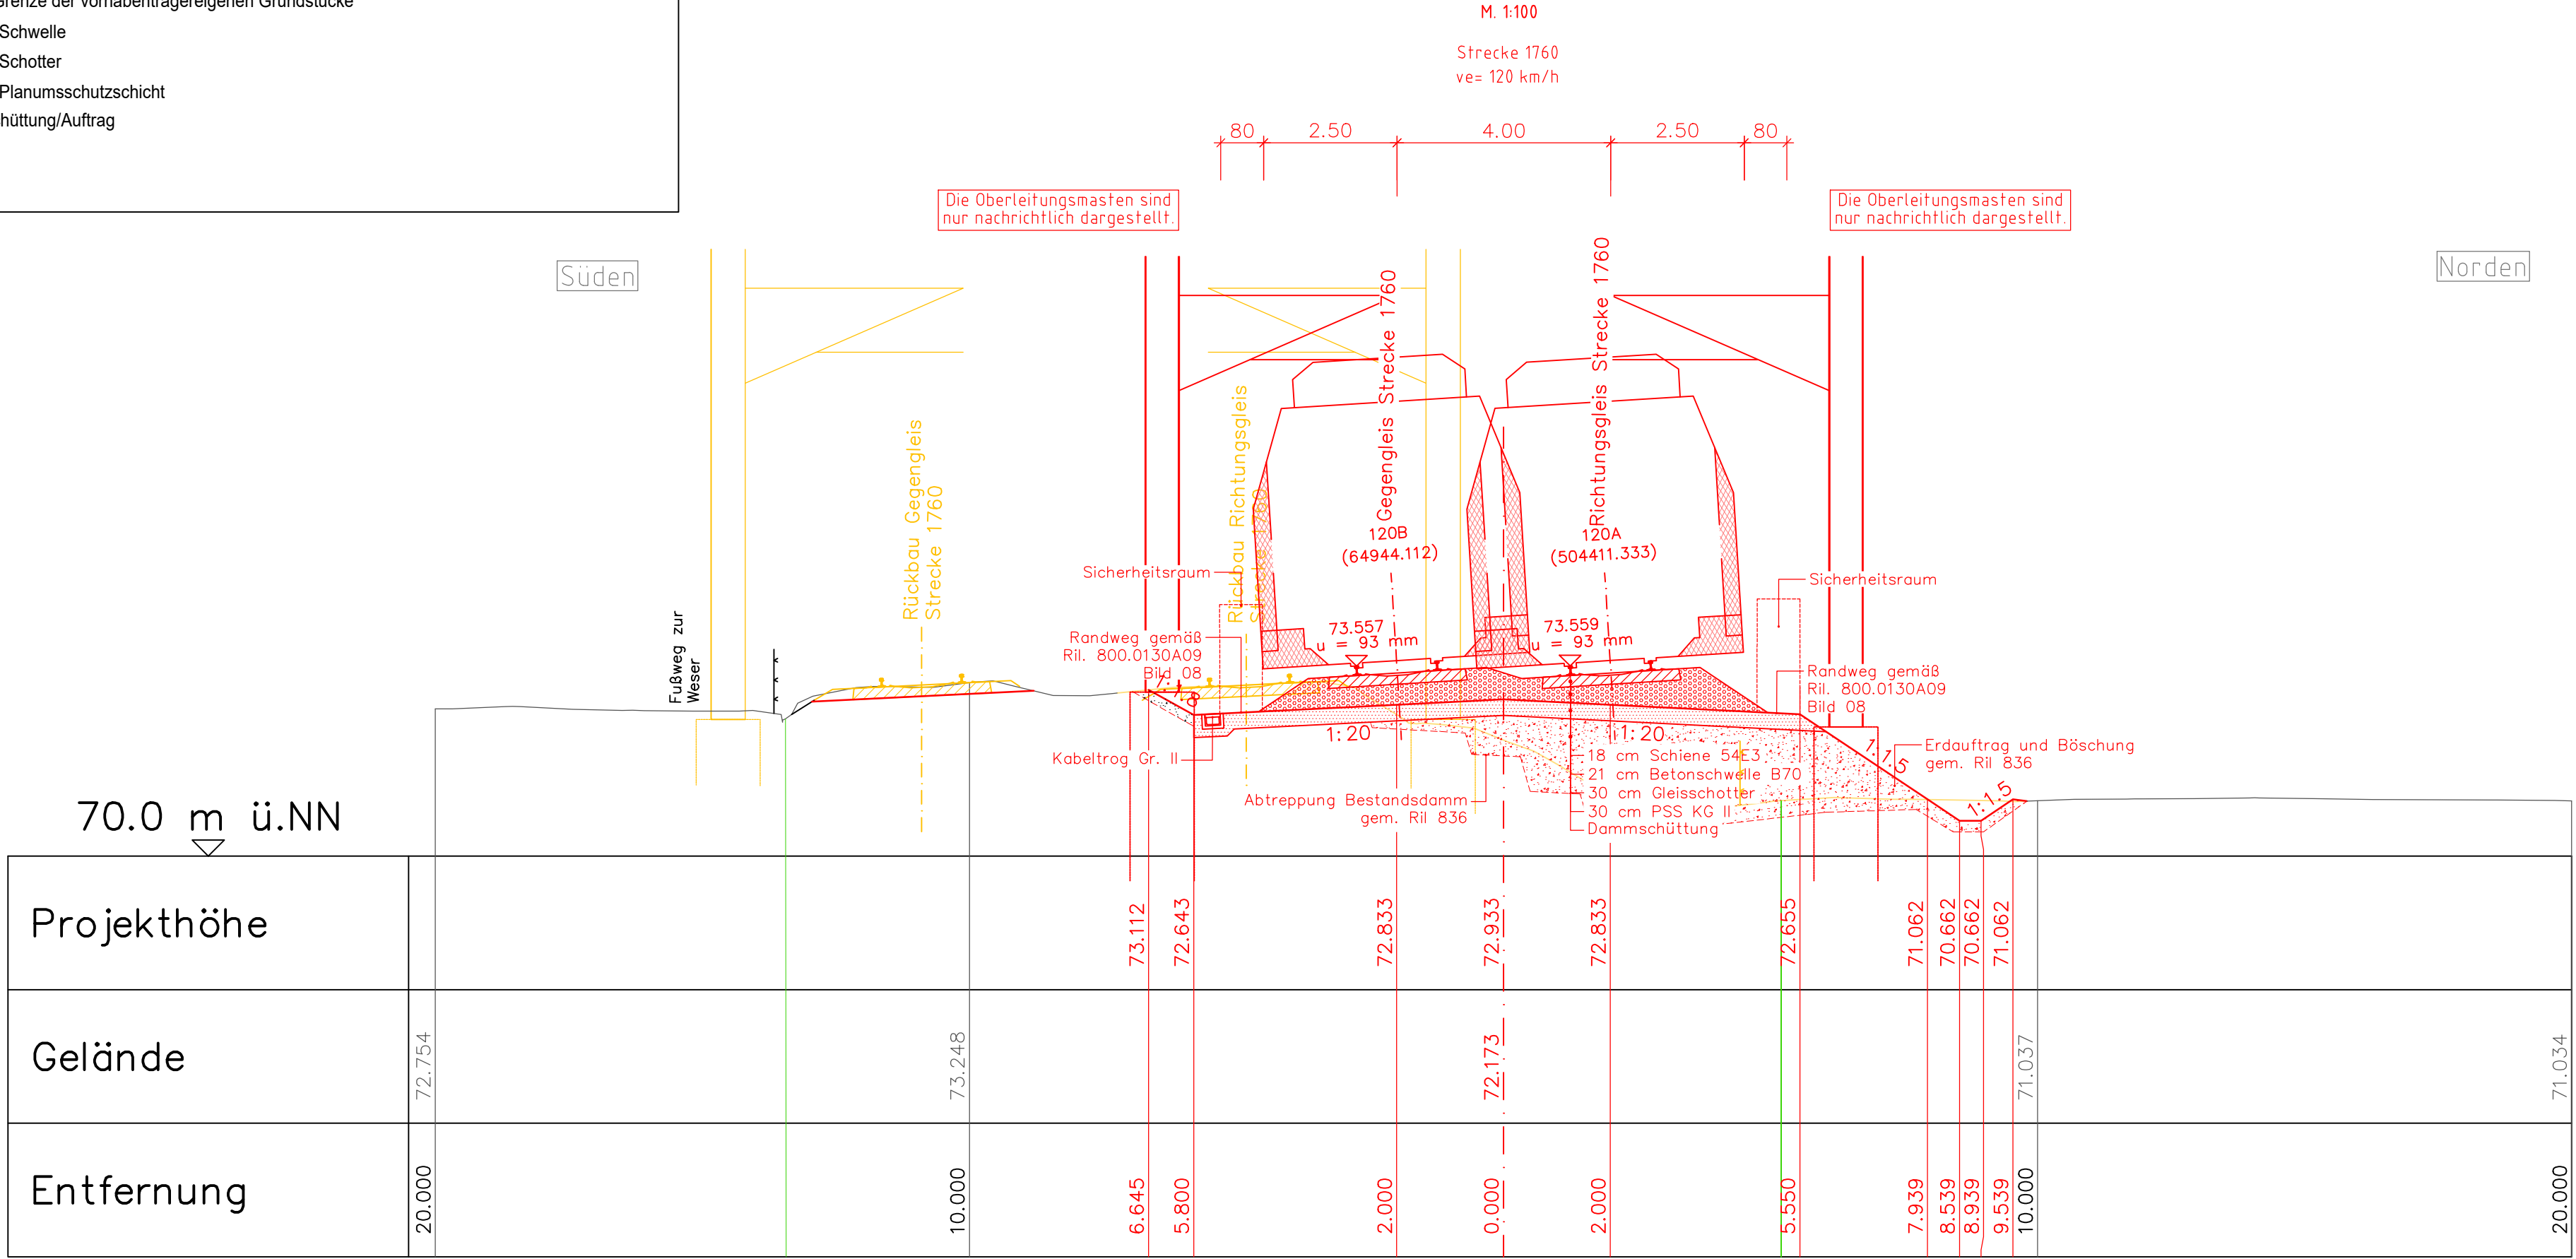 Grenze der vorhabenträgereigenen Grundstücke
Schwelle
Schotter
Planumsschutzschicht
hüttung/Auftrag
M. 1:100
Strecke 1760
ve= 120 km/h
80 2.50 4.00 2.50 80
Die Oberleitungsmasten sind
nur nachrichtlich dargestellt.
Die Oberleitungsmasten sind
nur nachrichtlich dargestellt.
Süden
Norden
Fußweg zur
Weser
Rückbau Gegengleis
Strecke 1760
Rückbau Richtungsgleis
Gegengleis Strecke 1760
Richtungsgleis Strecke 1760
120B
(64944.112)
120A
(504411.333)
Sicherheitsraum
Sicherheitsraum
73.557
u = 93 mm
73.559
u = 93 mm
Randweg gemäß
Ril. 800.0130A09
Bild 08
Randweg gemäß
Ril. 800.0130A09
Bild 08
1:20
1:20
Kabeltrog Gr. II
1:1.5
1:1.5
Erdauftrag und Böschung
gem. Ril 836
18 cm Schiene 54E3
21 cm Betonschwelle B70
30 cm Gleisschotter
30 cm PSS KG II
Dammschüttung
Abtreppung Bestandsdamm
gem. Ril 836
70.0 m ü.NN
Projekthöhe
73.112 72.643 72.833 72.933 72.833 72.655 71.062 70.662 70.662 71.062
Gelände
72.754 73.248 72.173 71.037 71.034
Entfernung
20.000 10.000 6.645 5.800 2.000 0.000 2.000 5.550 7.939 8.539 8.939 9.539 10.000 20.000